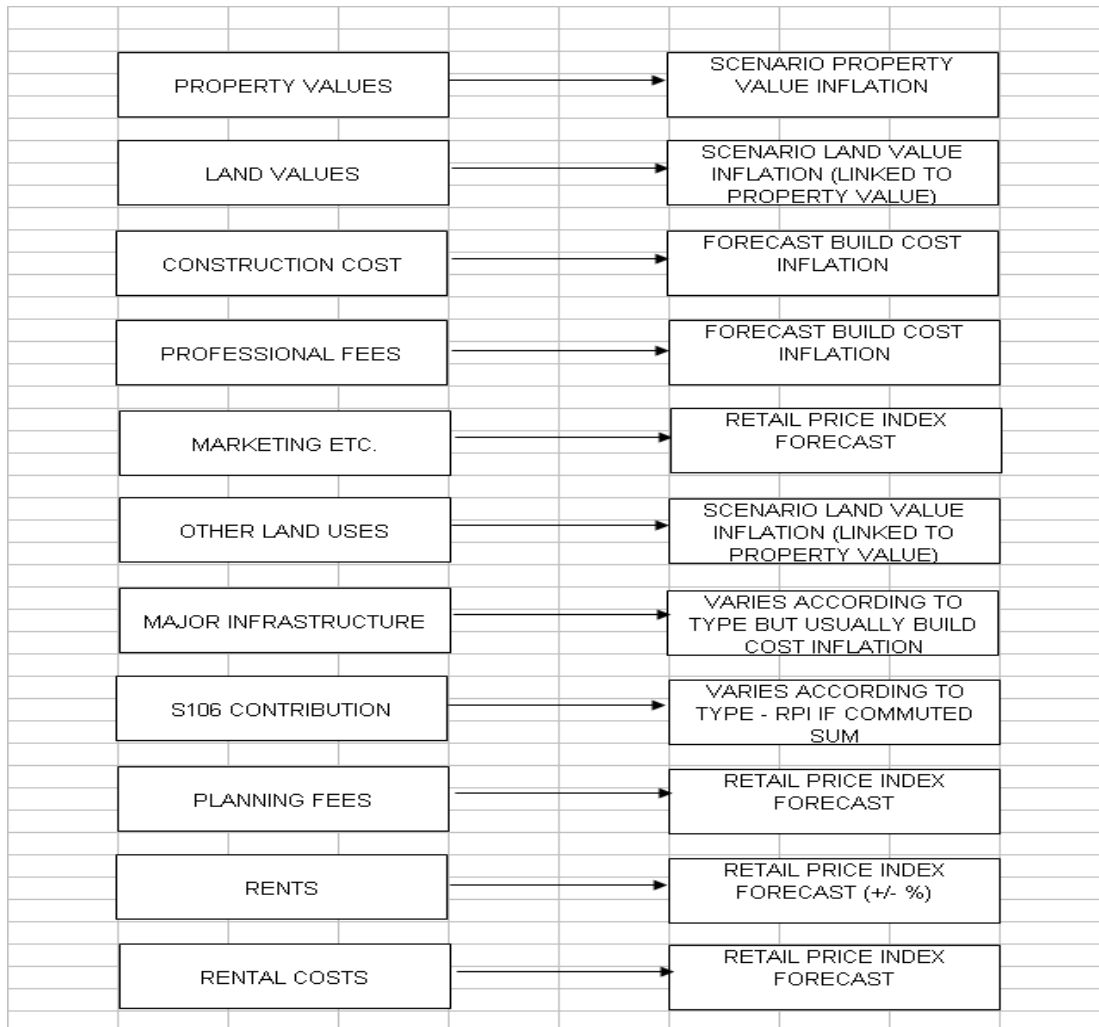 PROPERTY VALUES
SCENARIO PROPERTY
VALUE INFLATION
LAND VALUES
SCENARIO LAND VALUE
INFLATION (LINKED TO
PROPERTY VALUE)
CONSTRUCTION COST
FORECAST BUILD COST
INFLATION
PROFESSIONAL FEES
FORECAST BUILD COST
INFLATION
MARKETING ETC.
RETAIL PRICE INDEX
FORECAST
OTHER LAND USES
SCENARIO LAND VALUE
INFLATION (LINKED TO
PROPERTY VALUE)
MAJOR INFRASTRUCTURE
VARIES ACCORDING TO
TYPE BUT USUALLY BUILD
COST INFLATION
S106 CONTRIBUTION
VARIES ACCORDING TO
TYPE - RPI IF COMMUTED
SUM
PLANNING FEES
RETAIL PRICE INDEX
FORECAST
RENTS
RETAIL PRICE INDEX
FORECAST (+/- %)
RENTAL COSTS
RETAIL PRICE INDEX
FORECAST